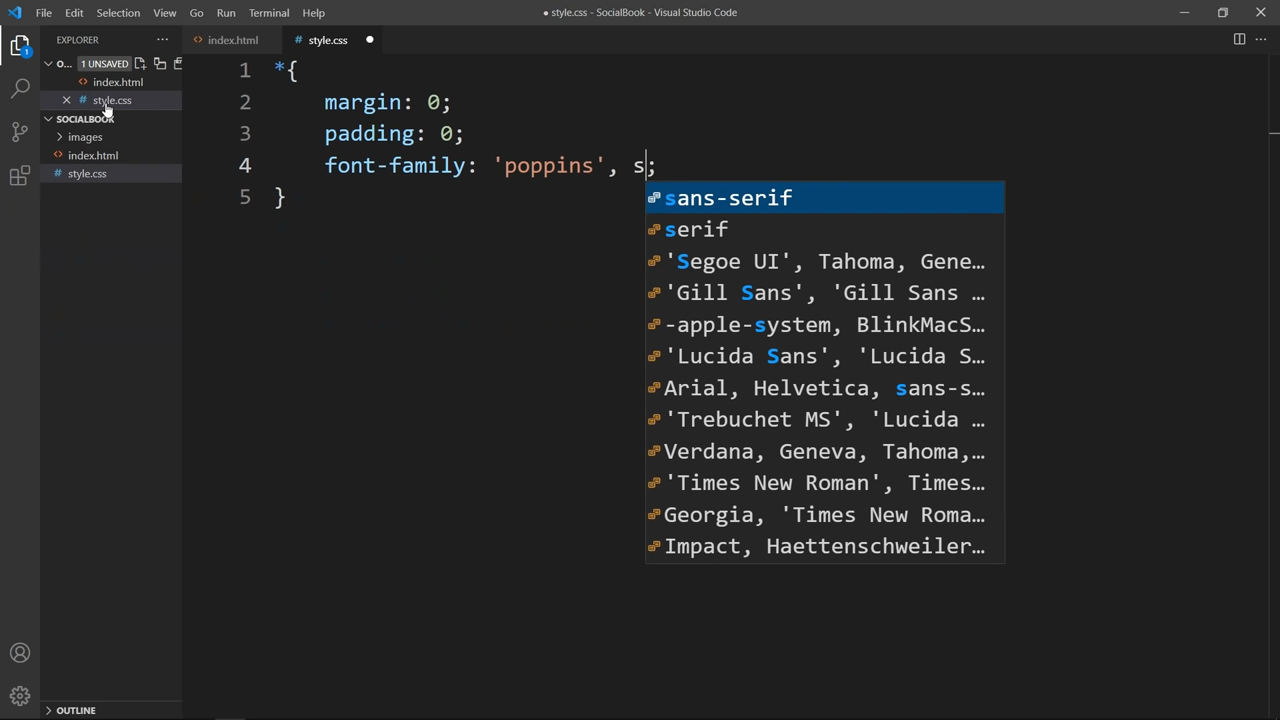 File Edit Selection View Go Run Terminal Help
● style.css - SocialBook - Visual Studio Code
EXPLORER
index.html
# style.css
O... 1 UNSAVED
index.html
# style.css
SOCIALBOOK
images
index.html
# style.css
OUTLINE
1
1 *{
2 margin: 0;
3 padding: 0;
4 font-family: 'poppins', s;
5 }
sans-serif
serif
'Segoe UI', Tahoma, Gene…
'Gill Sans', 'Gill Sans …
-apple-system, BlinkMacS…
'Lucida Sans', 'Lucida S…
Arial, Helvetica, sans-s…
'Trebuchet MS', 'Lucida …
Verdana, Geneva, Tahoma,…
'Times New Roman', Times…
Georgia, 'Times New Roma…
Impact, Haettenschweiler…